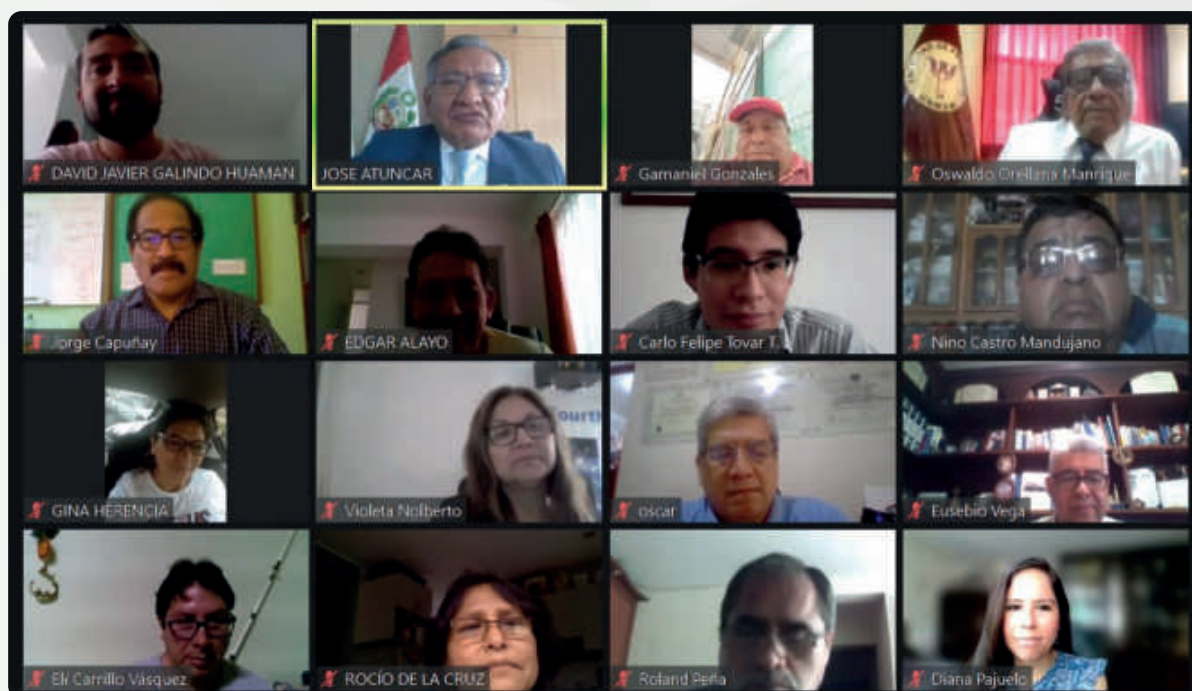 DAVID JAVIER GALINDO HUAMAN
JOSE ATUNCAR
Gamaniel Gonzales
Oswaldo Orellana Manrique
Jorge Capuñay
EDGAR ALAYO
Carlo Felipe Tovar T.
Nino Castro Mandujano
GINA HERENCIA
Violeta Nolberto
oscar
Eusebio Vega
Eli Carrillo Vásquez
ROCÍO DE LA CRUZ
Roland Peña
Diana Pajuelo